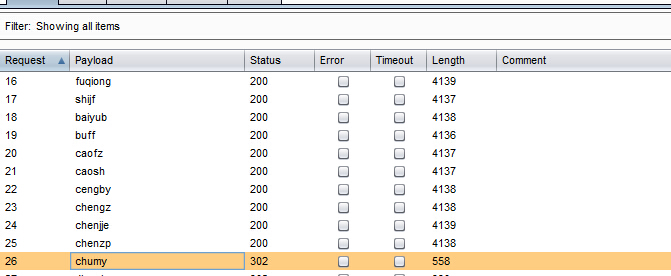 Filter: Showing all items
Request Payload Status Error Timeout Length Comment
16 fuqiong 200 4139
17 shijf 200 4137
18 baiyub 200 4138
19 buff 200 4136
20 caofz 200 4137
21 caosh 200 4137
22 cengby 200 4138
23 chengz 200 4138
24 chenjje 200 4139
25 chenzp 200 4138
26 chumy 302 558